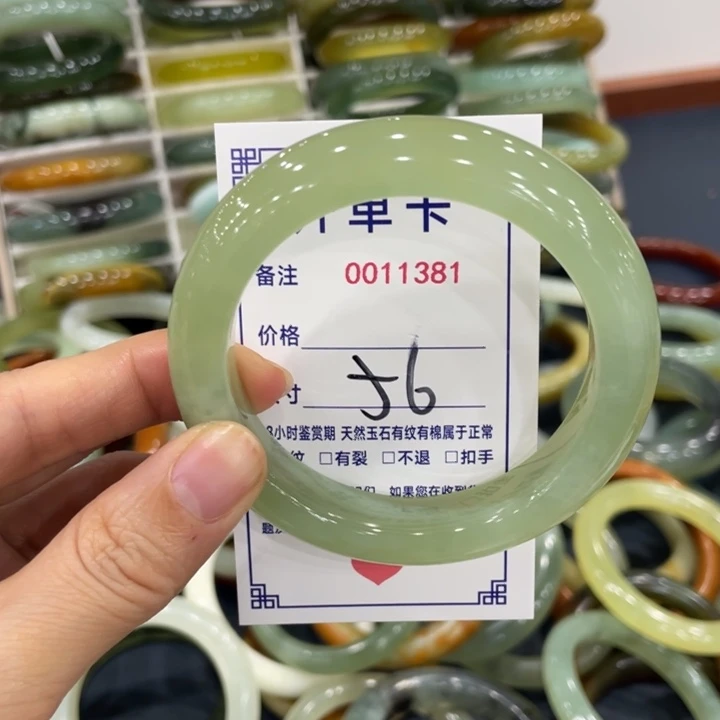 单卡
备注 0011381
价格
寸 56
小时鉴赏期 天然玉石有纹有棉属于正常
纹 □有裂 □不退 □扣手
如果您在收到